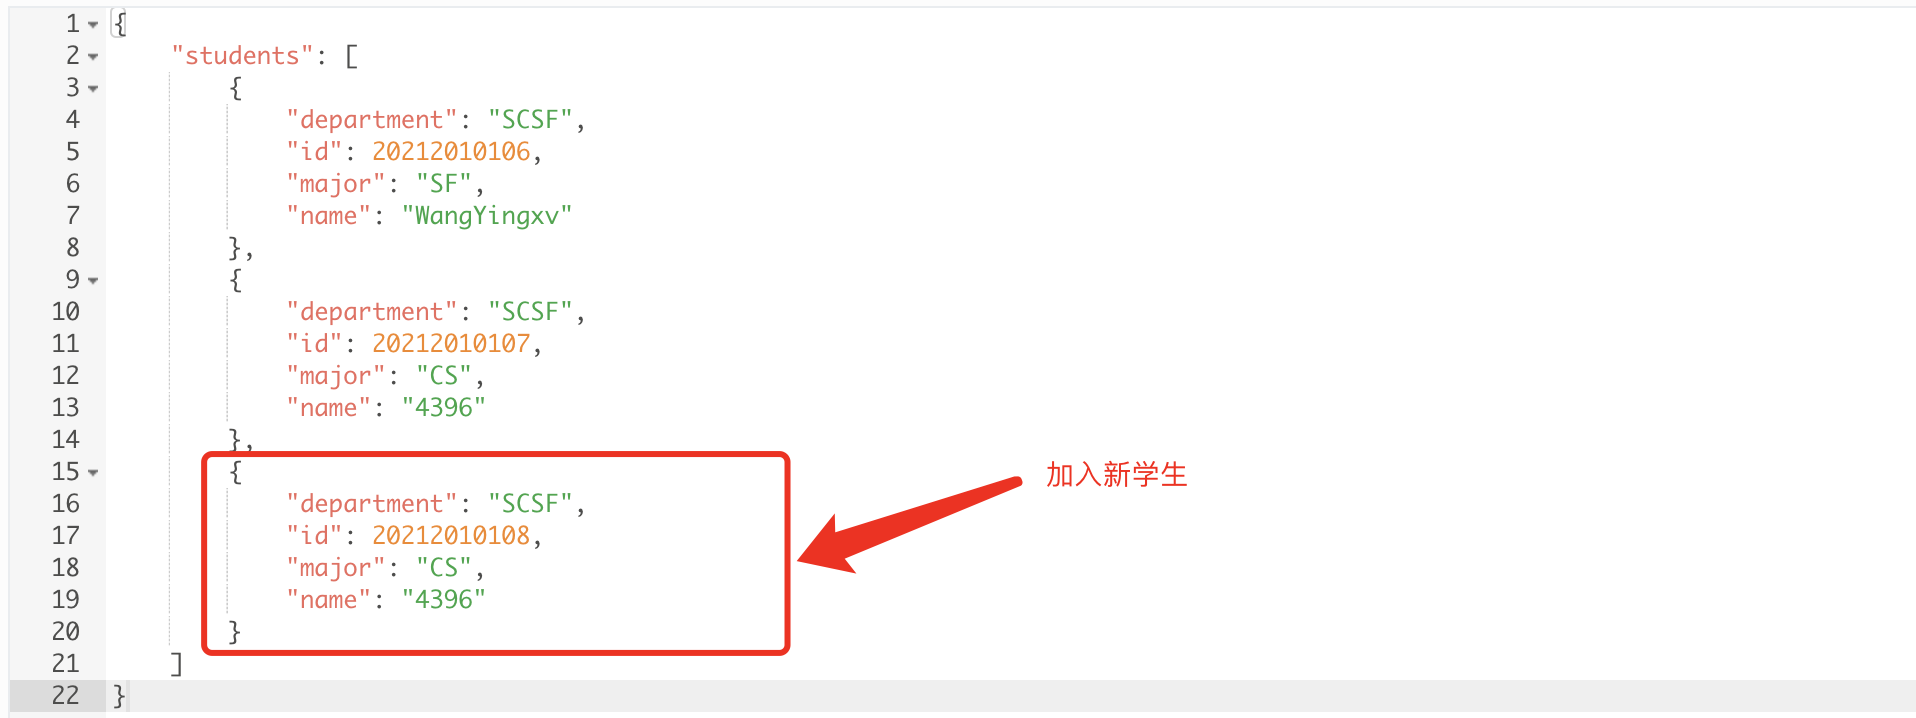 1 {
2 "students": [
3 {
4 "department": "SCSF",
5 "id": 20212010106,
6 "major": "SF",
7 "name": "WangYingxv"
8 },
9 {
10 "department": "SCSF",
11 "id": 20212010107,
12 "major": "CS",
13 "name": "4396"
14 },
15 {
加入新学生
16 "department": "SCSF",
17 "id": 20212010108,
18 "major": "CS",
19 "name": "4396"
20 }
21 ]
22 }